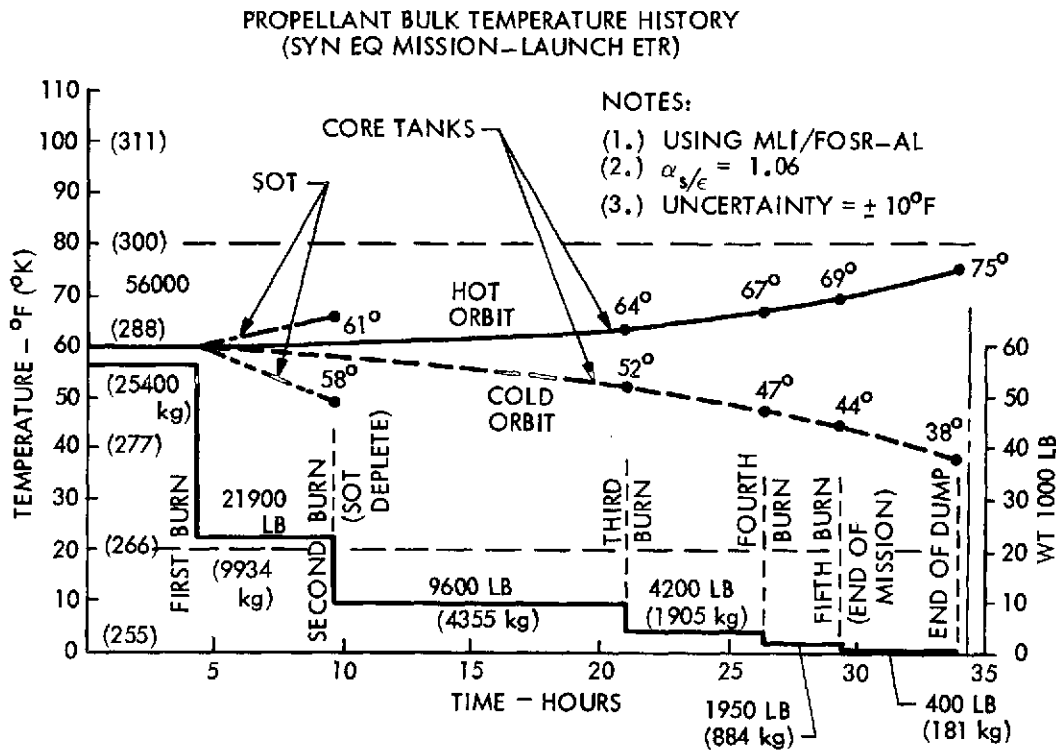 PROPELLANT BULK TEMPERATURE HISTORY
(SYN EQ MISSION–LAUNCH ETR)
NOTES:
(1.) USING MLI/FOSR–AL
(2.) α s/ϵ = 1.06
(3.) UNCERTAINTY = ± 10°F
TEMPERATURE – °F (°K)
110
100
90
80
70
60
50
40
30
20
10
0
(311)
(300)
(288)
(277)
(266)
(255)
56000
(25400
kg)
CORE TANKS
SOT
HOT
ORBIT
COLD
ORBIT
61°
58°
64°
67°
69°
75°
52°
47°
44°
38°
FIRST BURN
21900
LB
(9934
kg)
SECOND BURN
(SOT
DEPLETE)
9600 LB
(4355 kg)
THIRD
BURN
4200 LB
(1905 kg)
FOURTH
BURN
FIFTH BURN
(END OF
MISSION)
END OF DUMP
1950 LB
(884 kg)
400 LB
(181 kg)
60
50
40
30
20
10
0
WT 1000 LB
0
5
10
15
20
25
30
35
TIME – HOURS